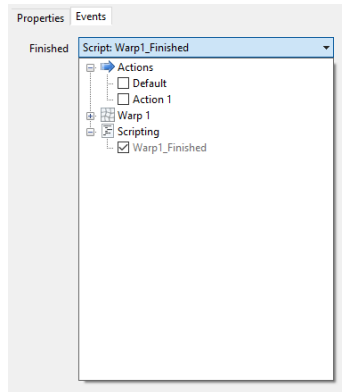 Properties Events
Finished Script: Warp1_Finished
Actions
Default
Action 1
Warp 1
Scripting
Warp1_Finished